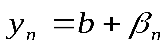 yₙ = b + βₙ